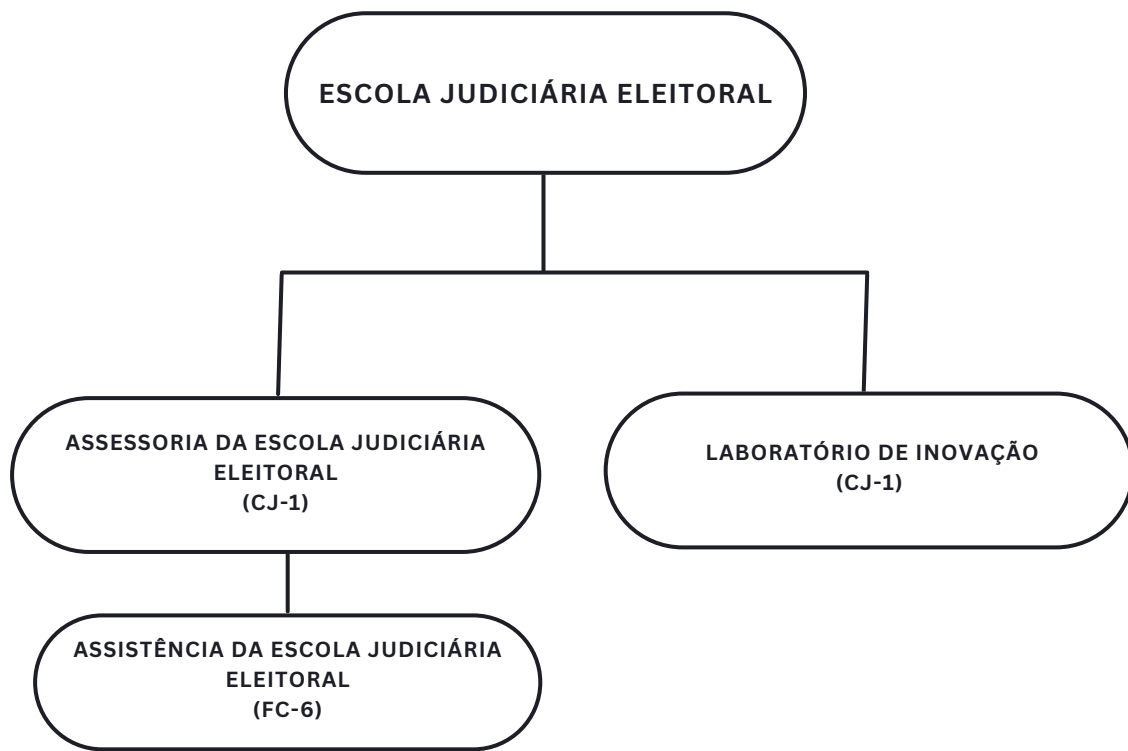 ESCOLA JUDICIÁRIA ELEITORAL
ASSESSORIA DA ESCOLA JUDICIÁRIA
ELEITORAL
(CJ-1)
LABORATÓRIO DE INOVAÇÃO
(CJ-1)
ASSISTÊNCIA DA ESCOLA JUDICIÁRIA
ELEITORAL
(FC-6)